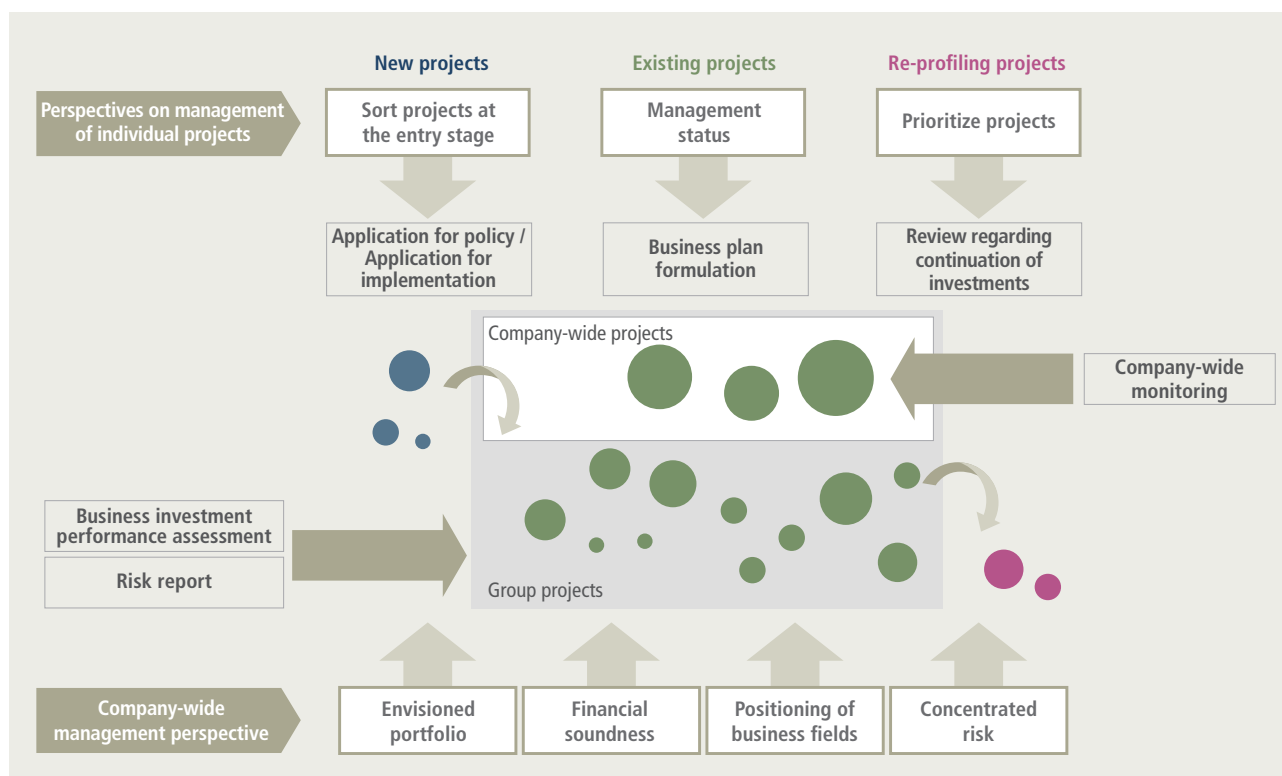 New projects
Existing projects
Re-profiling projects
Perspectives on management
of individual projects
Sort projects at
the entry stage
Management
status
Prioritize projects
Application for policy /
Application for
implementation
Business plan
formulation
Review regarding
continuation of
investments
Company-wide projects
Company-wide
monitoring
Business investment
performance assessment
Risk report
Group projects
Company-wide
management perspective
Envisioned
portfolio
Financial
soundness
Positioning of
business fields
Concentrated
risk